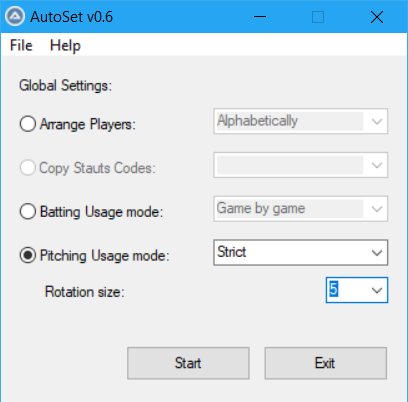 AutoSet v0.6
File Help
Global Settings:
Arrange Players: Alphabetically
Copy Stauts Codes:
Batting Usage mode: Game by game
Pitching Usage mode: Strict
Rotation size: 5
Start Exit